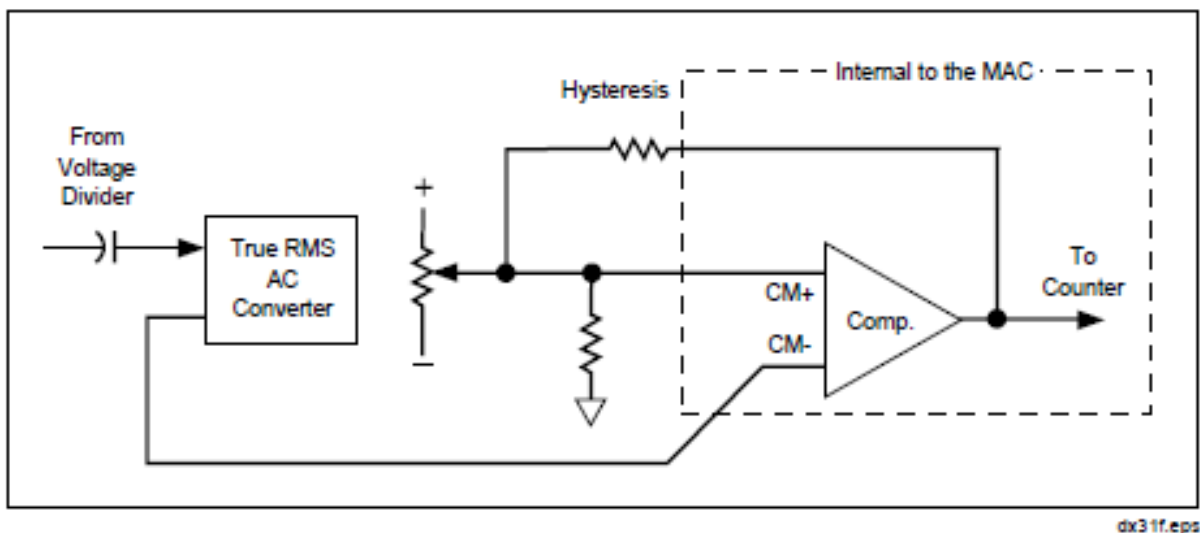 Internal to the MAC
Hysteresis
From
Voltage
Divider
+
True RMS
AC
Converter
−
CM+
CM-
Comp.
To
Counter
dx31f.eps